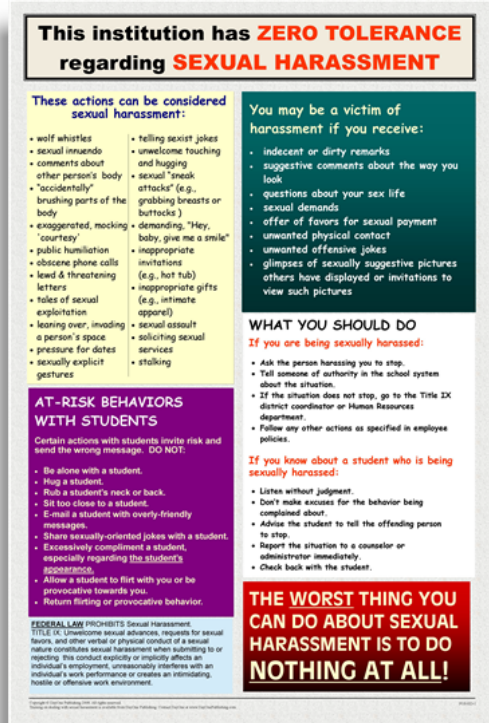 This institution has ZERO TOLERANCE
regarding SEXUAL HARASSMENT
These actions can be considered
sexual harassment:
• wolf whistles
• sexual innuendo
• comments about
other person's body
• "accidentally"
brushing parts of the
body
• exaggerated, mocking
'courtesy'
• public humiliation
• obscene phone calls
• lewd & threatening
letters
• tales of sexual
exploitation
• leaning over, invading
a person's space
• pressure for dates
• sexually explicit
gestures
• telling sexist jokes
• unwelcome touching
and hugging
• sexual "sneak
attacks" (e.g.,
grabbing breasts or
buttocks )
• demanding, "Hey,
baby, give me a smile"
• inappropriate
invitations
(e.g., hot tub)
• inappropriate gifts
(e.g., intimate
apparel)
• sexual assault
• soliciting sexual
services
• stalking
AT-RISK BEHAVIORS
WITH STUDENTS
Certain actions with students invite risk and
send the wrong message. DO NOT:
• Be alone with a student.
• Hug a student.
• Rub a student's neck or back.
• Sit too close to a student.
• E-mail a student with overly-friendly
messages.
• Share sexually-oriented jokes with a student.
• Excessively compliment a student,
especially regarding the student's
appearance.
• Allow a student to flirt with you or be
provocative towards you.
• Return flirting or provocative behavior.
FEDERAL LAW PROHIBITS Sexual Harassment.
TITLE IX: Unwelcome sexual advances, requests for sexual
favors, and other verbal or physical conduct of a sexual
nature constitutes sexual harassment when submitting to or
rejecting this conduct explicitly or implicitly affects an
individual's employment, unreasonably interferes with an
individual's work performance or creates an intimidating,
hostile or offensive work environment.
You may be a victim of
harassment if you receive:
• indecent or dirty remarks
• suggestive comments about the way you
look
• questions about your sex life
• sexual demands
• offer of favors for sexual payment
• unwanted physical contact
• unwanted offensive jokes
• glimpses of sexually suggestive pictures
others have displayed or invitations to
view such pictures
WHAT YOU SHOULD DO
If you are being sexually harassed:
• Ask the person harassing you to stop.
• Tell someone of authority in the school system
about the situation.
• If the situation does not stop, go to the Title IX
district coordinator or Human Resources
department.
• Follow any other actions as specified in employee
policies.
If you know about a student who is being
sexually harassed:
• Listen without judgment.
• Don't make excuses for the behavior being
complained about.
• Advise the student to tell the offending person
to stop.
• Report the situation to a counselor or
administrator immediately.
• Check back with the student.
THE WORST THING YOU
CAN DO ABOUT SEXUAL
HARASSMENT IS TO DO
NOTHING AT ALL!